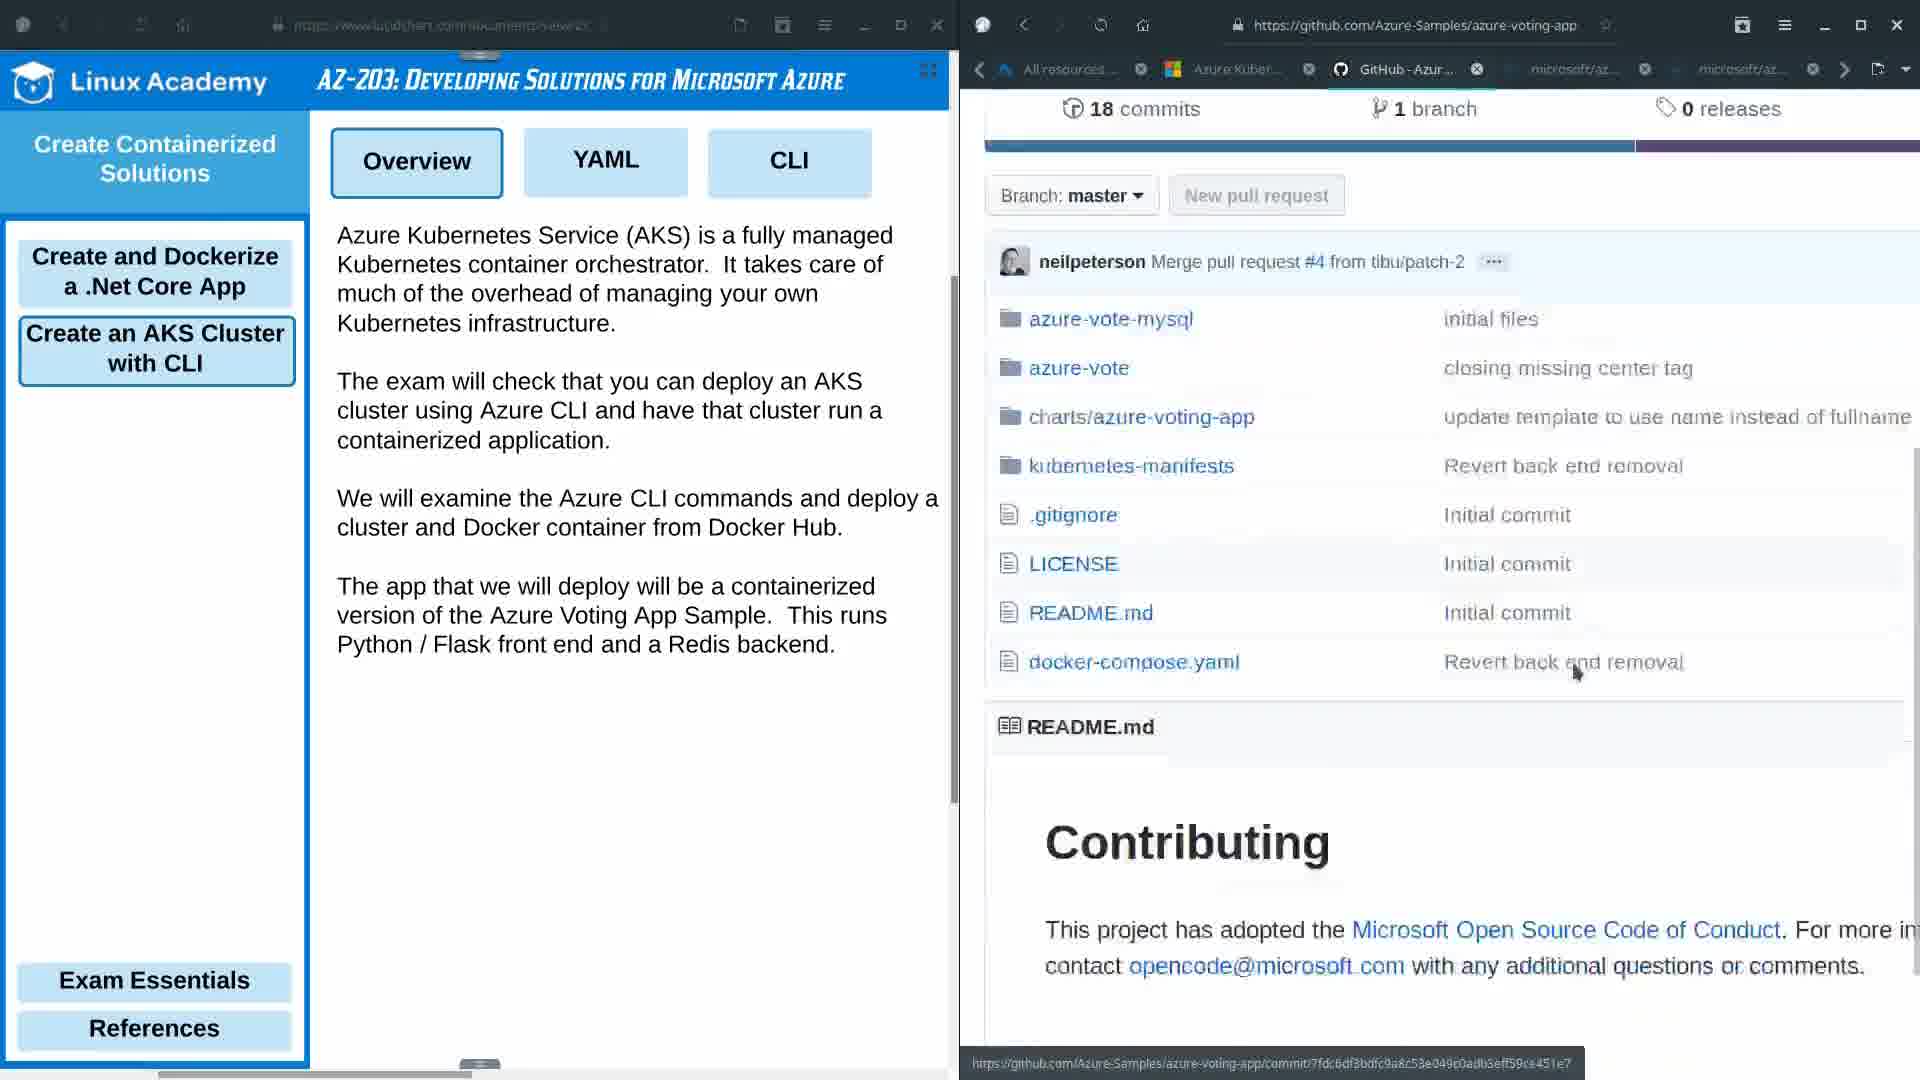 https://www.lucidchart.com/documents/view/2c
Linux Academy
AZ-203: Developing Solutions for Microsoft Azure
Create Containerized
Solutions
Create and Dockerize
a .Net Core App
Create an AKS Cluster
with CLI
Exam Essentials
References
Overview
YAML
CLI
Azure Kubernetes Service (AKS) is a fully managed
Kubernetes container orchestrator.  It takes care of
much of the overhead of managing your own
Kubernetes infrastructure.
The exam will check that you can deploy an AKS
cluster using Azure CLI and have that cluster run a
containerized application.
We will examine the Azure CLI commands and deploy a
cluster and Docker container from Docker Hub.
The app that we will deploy will be a containerized
version of the Azure Voting App Sample.  This runs
Python / Flask front end and a Redis backend.
https://github.com/Azure-Samples/azure-voting-app
All resources...
Azure Kuber...
GitHub - Azur...
microsoft/az...
microsoft/az...
18 commits
1 branch
0 releases
Branch: master
New pull request
neilpeterson Merge pull request #4 from tibu/patch-2 ...
azure-vote-mysql initial files
azure-vote closing missing center tag
charts/azure-voting-app update template to use name instead of fullname
kubernetes-manifests Revert back end removal
.gitignore Initial commit
LICENSE Initial commit
README.md Initial commit
docker-compose.yaml Revert back end removal
README.md
Contributing
This project has adopted the Microsoft Open Source Code of Conduct. For more in
contact opencode@microsoft.com with any additional questions or comments.